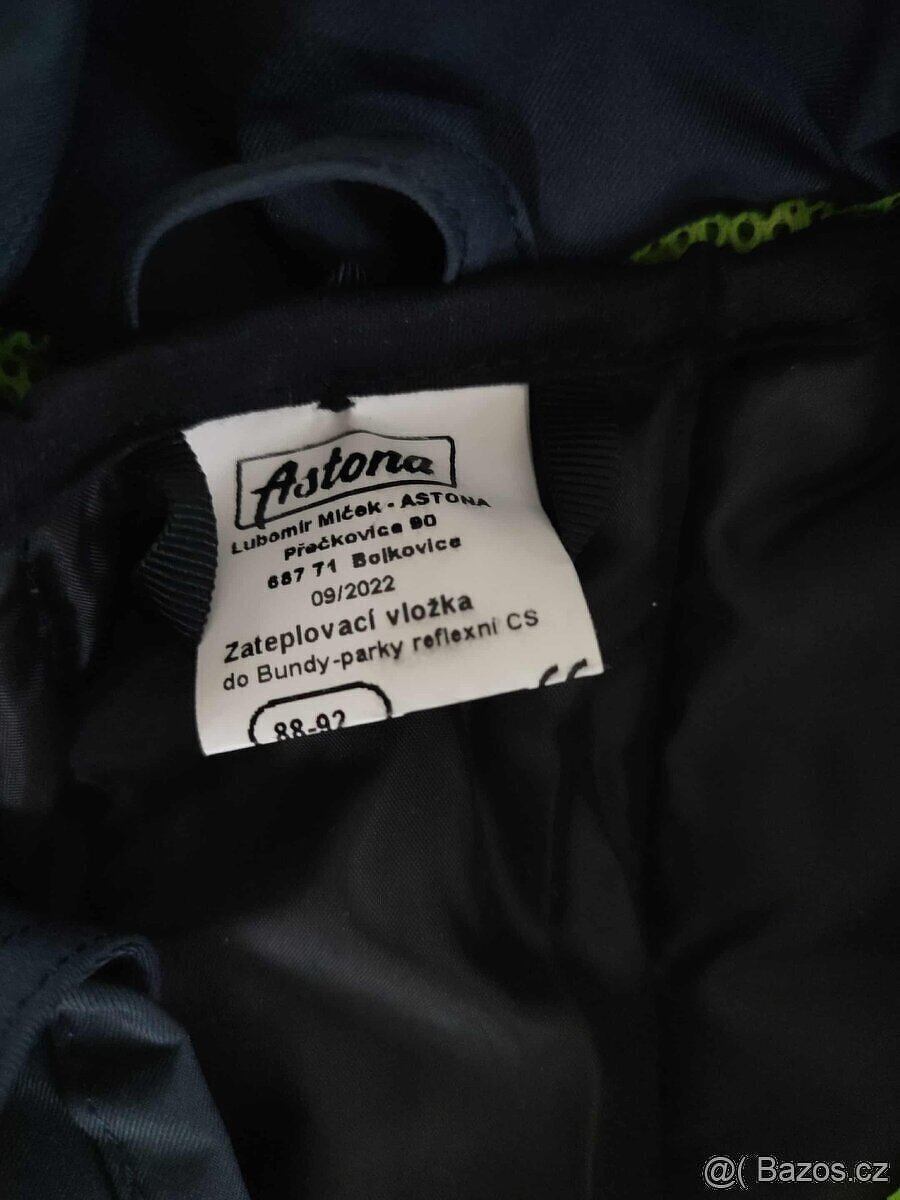 Astona
Lubomír Mlček - ASTONA
Přečkovice 90
687 71 Bojkovice
09/2022
Zateplovací vložka
do Bundy-parky reflexní CS
88-92
@( Bazos.cz